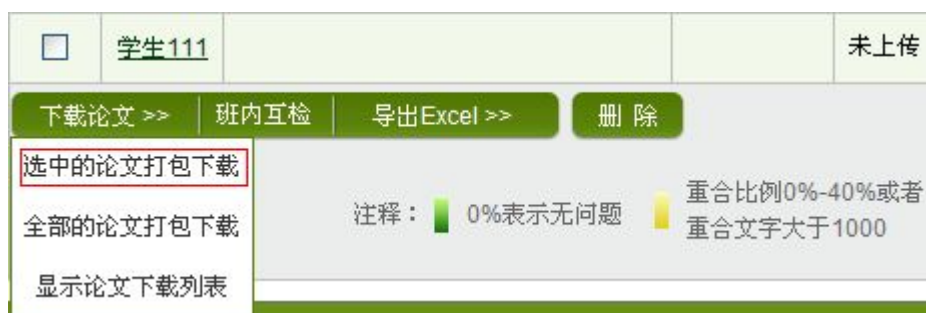 学生111 未上传
下载论文 >> 班内互检 导出Excel >> 删 除
选中的论文打包下载
全部的论文打包下载
显示论文下载列表
注释： 0%表示无问题
重合比例0%-40%或者
重合文字大于1000